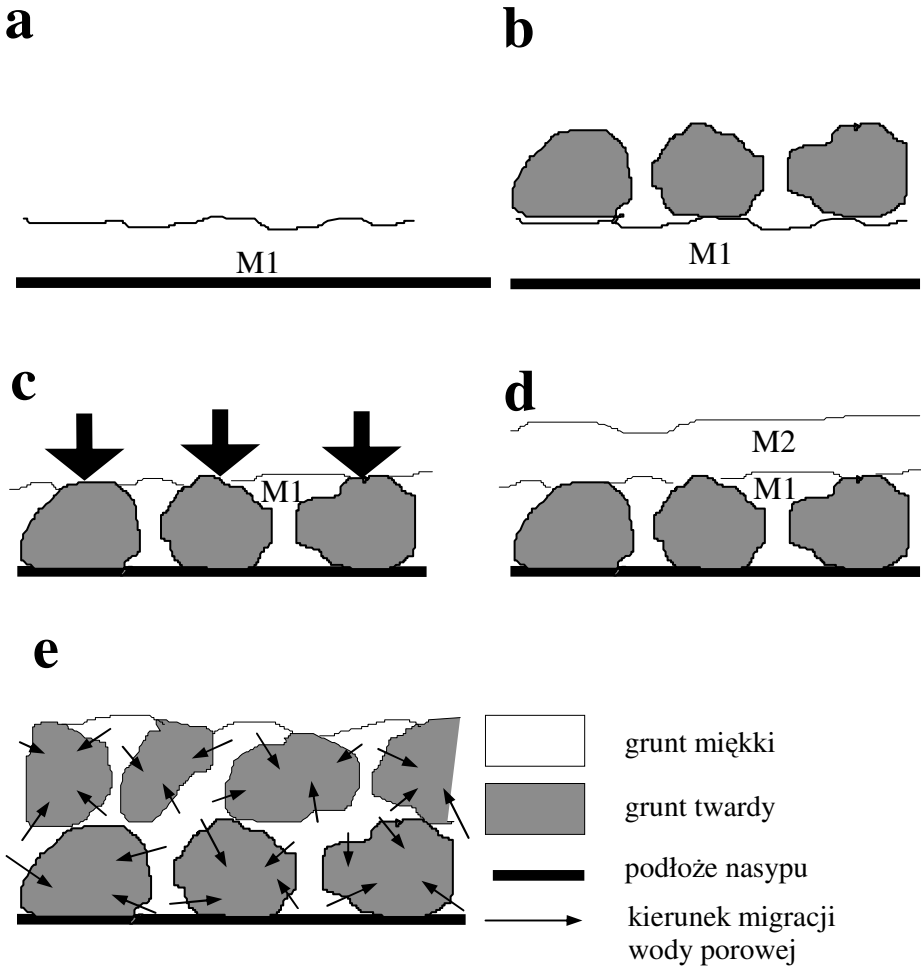 a
b
M1
M1
c
d
M2
M1
M1
e
grunt miękki
grunt twardy
podłoże nasypu
kierunek migracji
wody porowej